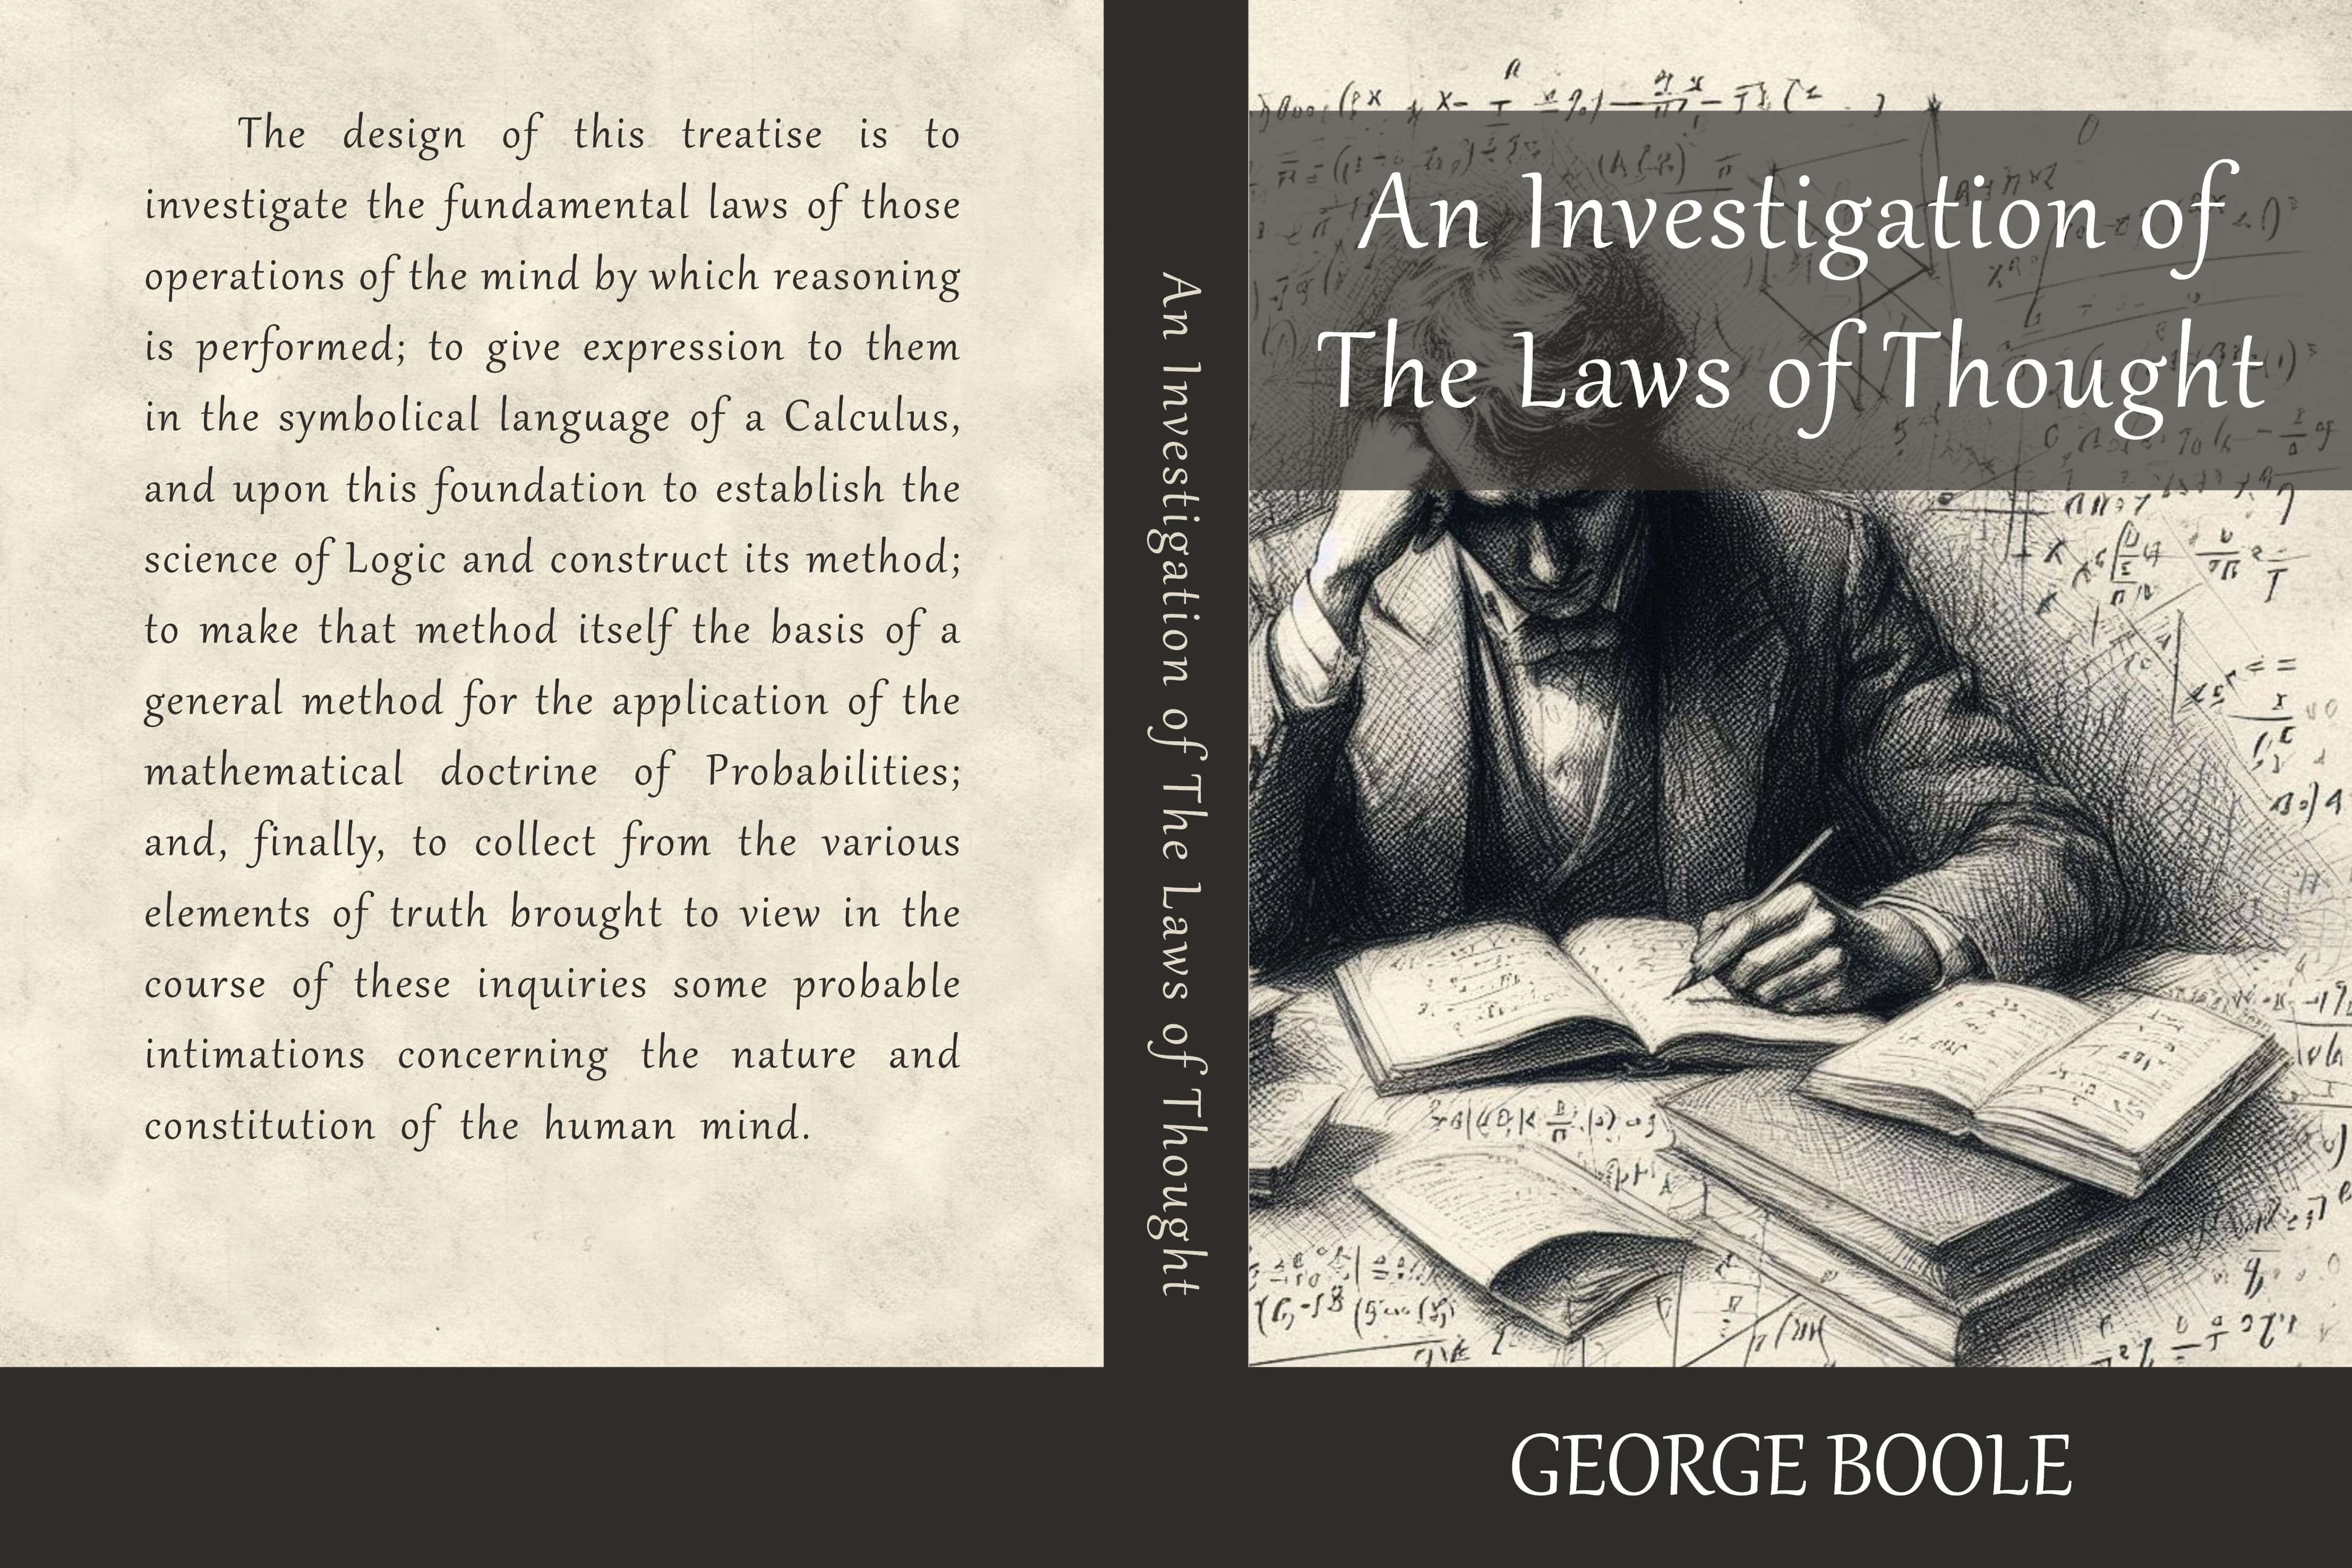 The design of this treatise is to
investigate the fundamental laws of those
operations of the mind by which reasoning
is performed; to give expression to them
in the symbolical language of a Calculus,
and upon this foundation to establish the
science of Logic and construct its method;
to make that method itself the basis of a
general method for the application of the
mathematical doctrine of Probabilities;
and, finally, to collect from the various
elements of truth brought to view in the
course of these inquiries some probable
intimations concerning the nature and
constitution of the human mind.
An Investigation of The Laws of Thought
An Investigation of
The Laws of Thought
GEORGE BOOLE